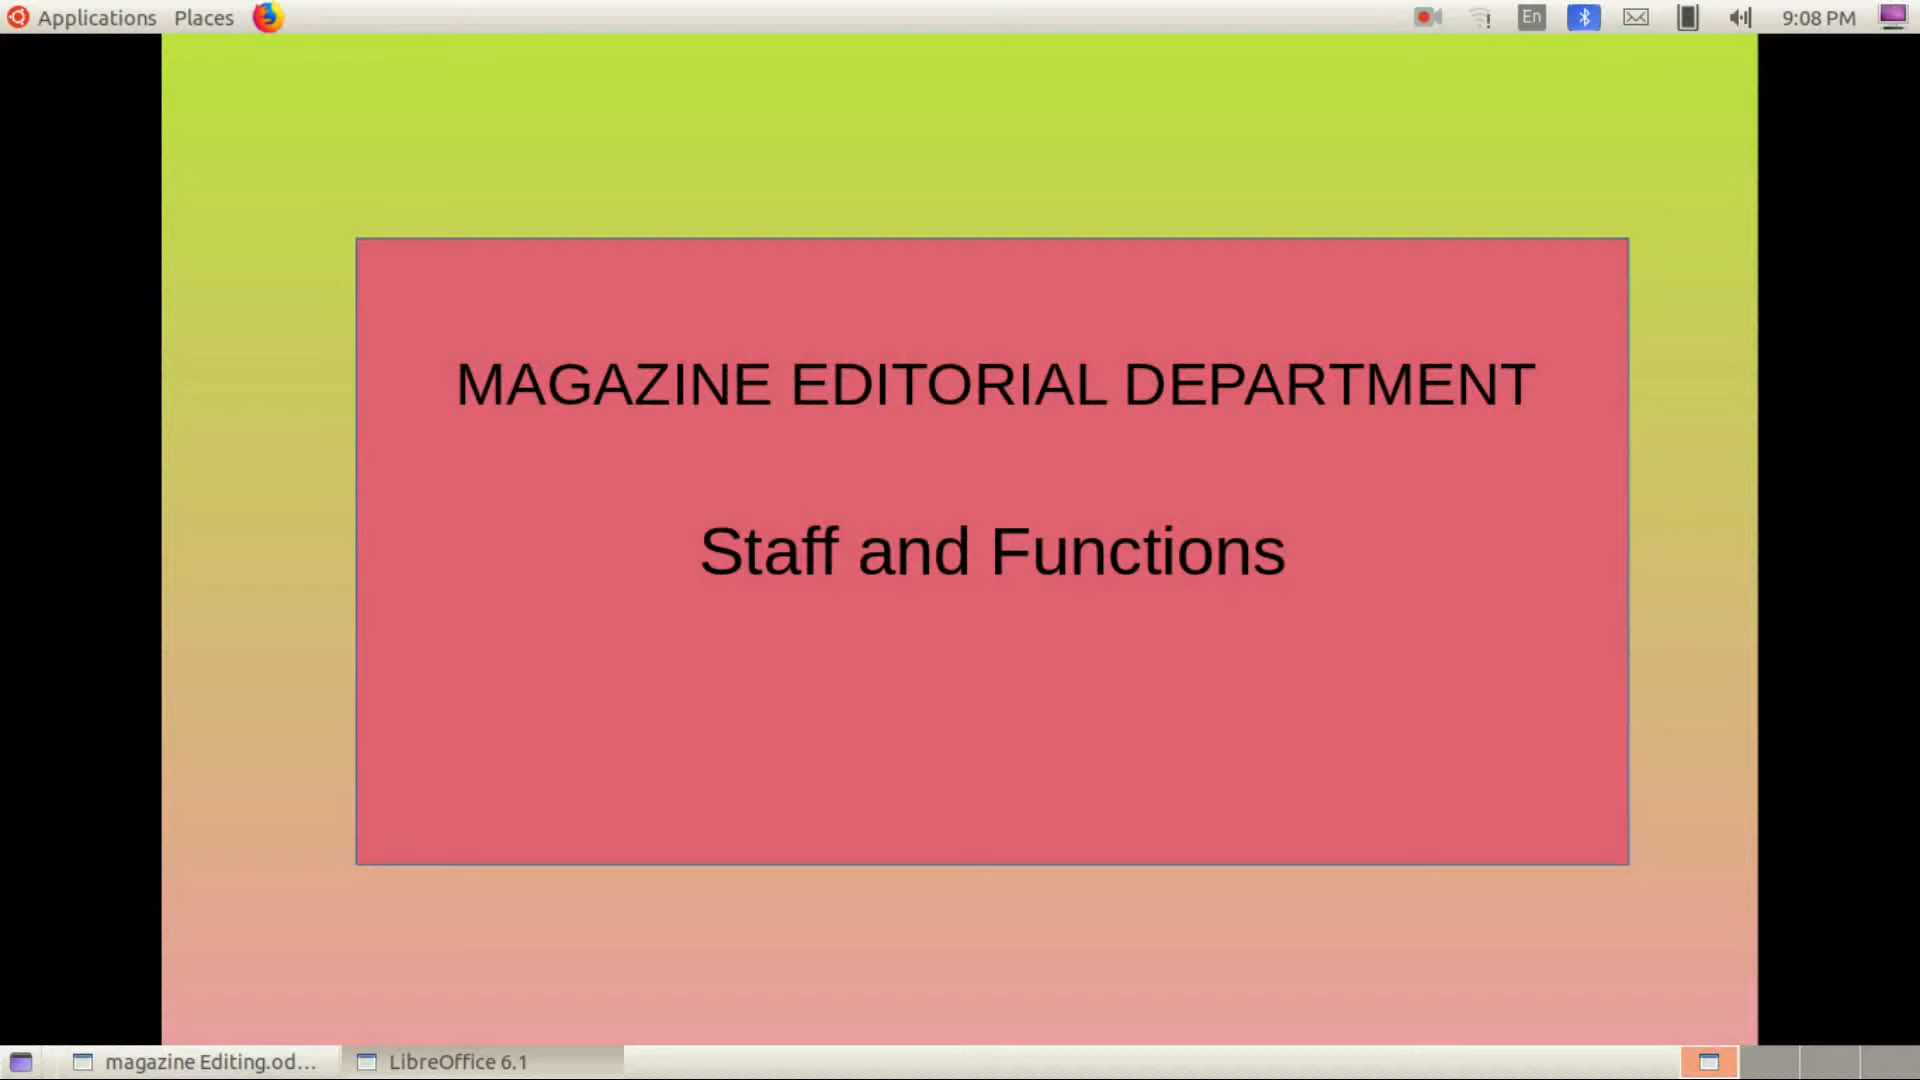 Applications Places En 9:08 PM
MAGAZINE EDITORIAL DEPARTMENT
Staff and Functions
magazine Editing.od... LibreOffice 6.1